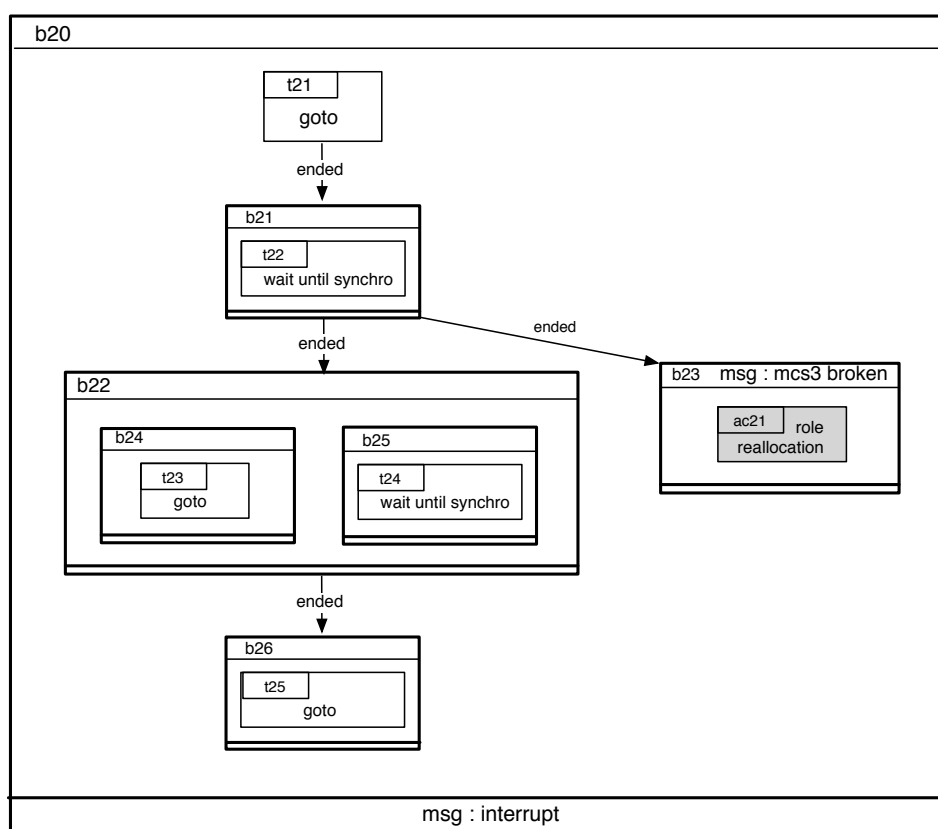 b20
t21
goto
ended
b21
t22
wait until synchro
ended
ended
b22
b23 msg : mcs3 broken
ac21 role
reallocation
b24
t23
goto
b25
t24
wait until synchro
ended
b26
t25
goto
msg : interrupt